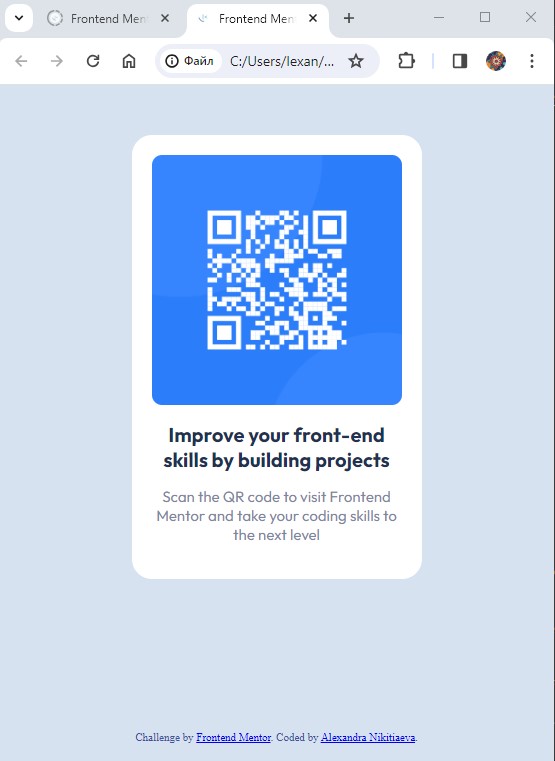 Frontend Men
Frontend Men
Файл
C:/Users/lexan/...
Improve your front-end
skills by building projects
Scan the QR code to visit Frontend
Mentor and take your coding skills to
the next level
Challenge by Frontend Mentor. Coded by Alexandra Nikitiaeva.